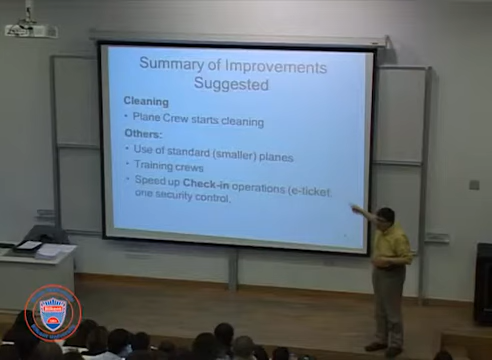 Summary of Improvements
Suggested
Cleaning
• Plane Crew starts cleaning
Others:
• Use of standard (smaller) planes
• Training crews
• Speed up Check-in operations (e-ticket,
one security control.